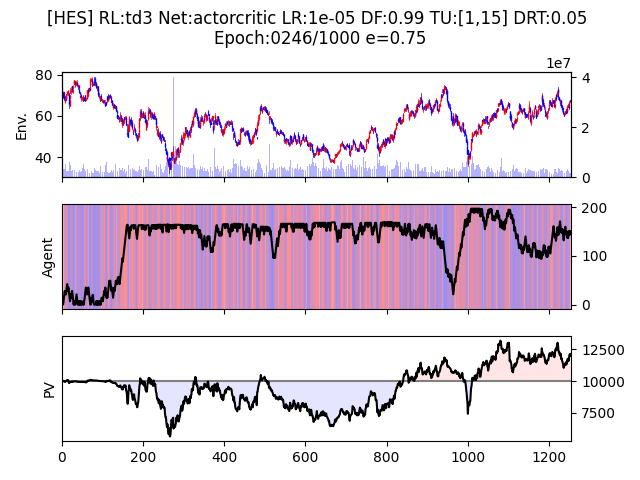 [HES] RL:td3 Net:actorcritic LR:1e-05 DF:0.99 TU:[1,15] DRT:0.05
Epoch:0246/1000 e=0.75
1e7
80
60
40
Env.
4
2
0
Agent
200
100
0
PV
12500
10000
7500
0 200 400 600 800 1000 1200